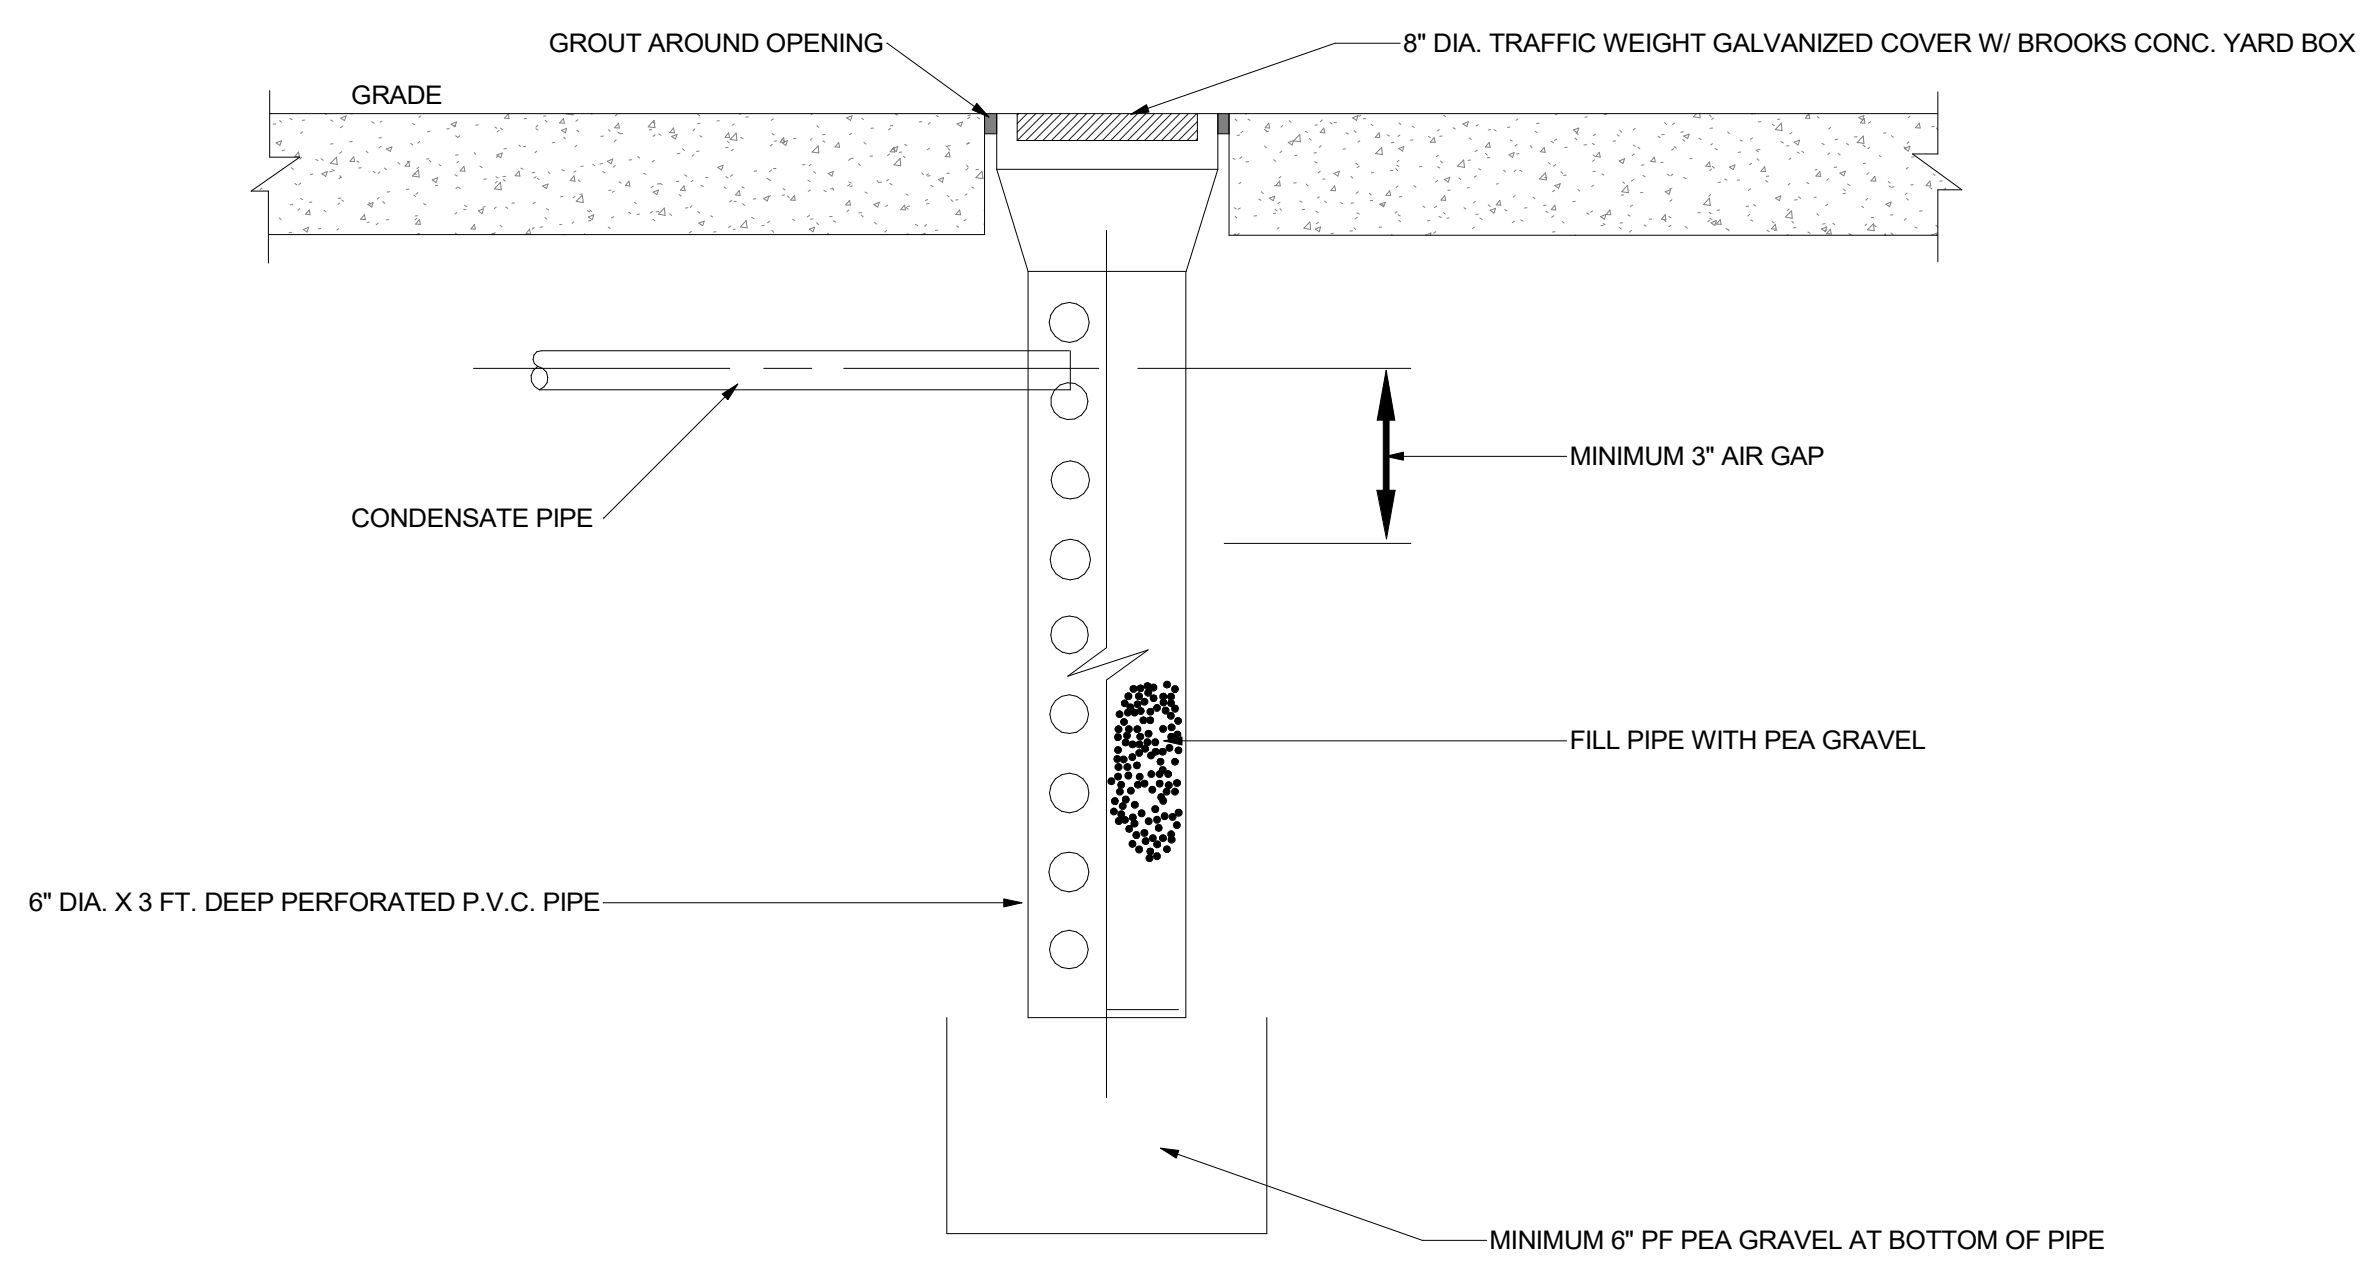 GROUT AROUND OPENING
8" DIA. TRAFFIC WEIGHT GALVANIZED COVER W/ BROOKS CONC. YARD BOX
GRADE
MINIMUM 3" AIR GAP
CONDENSATE PIPE
FILL PIPE WITH PEA GRAVEL
6" DIA. X 3 FT. DEEP PERFORATED P.V.C. PIPE
MINIMUM 6" PF PEA GRAVEL AT BOTTOM OF PIPE